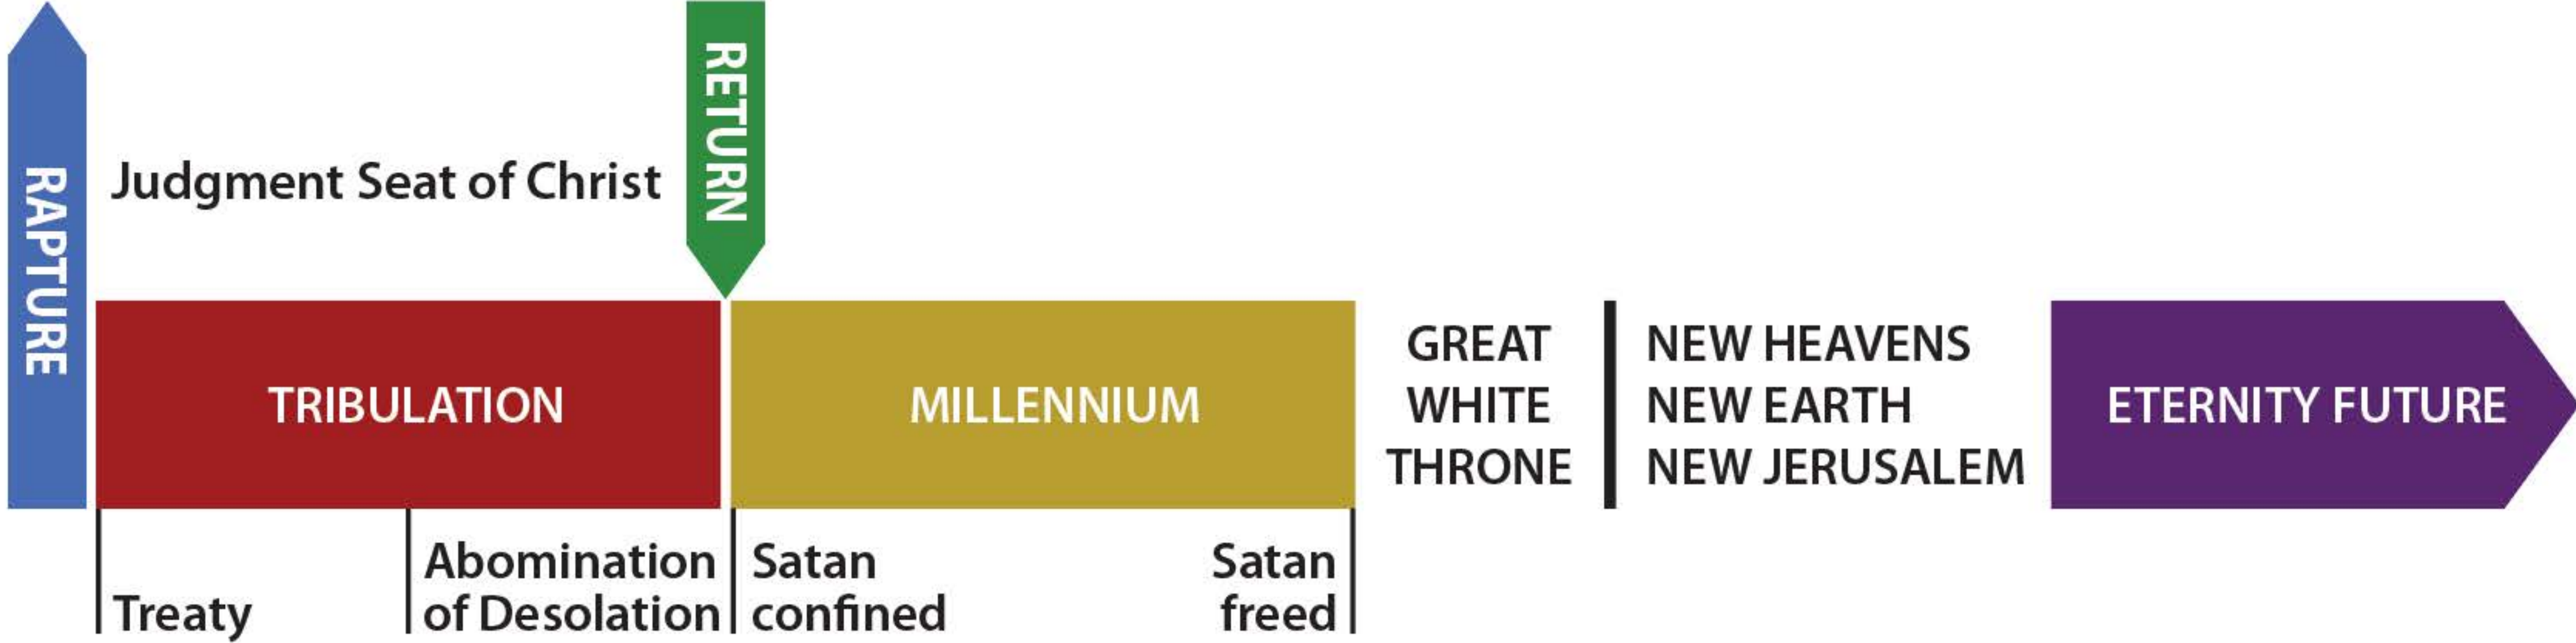 RAPTURE
Judgment Seat of Christ
RETURN
TRIBULATION
MILLENNIUM
GREAT
WHITE
THRONE
NEW HEAVENS
NEW EARTH
NEW JERUSALEM
ETERNITY FUTURE
Treaty
Abomination
of Desolation
Satan
confined
Satan
freed